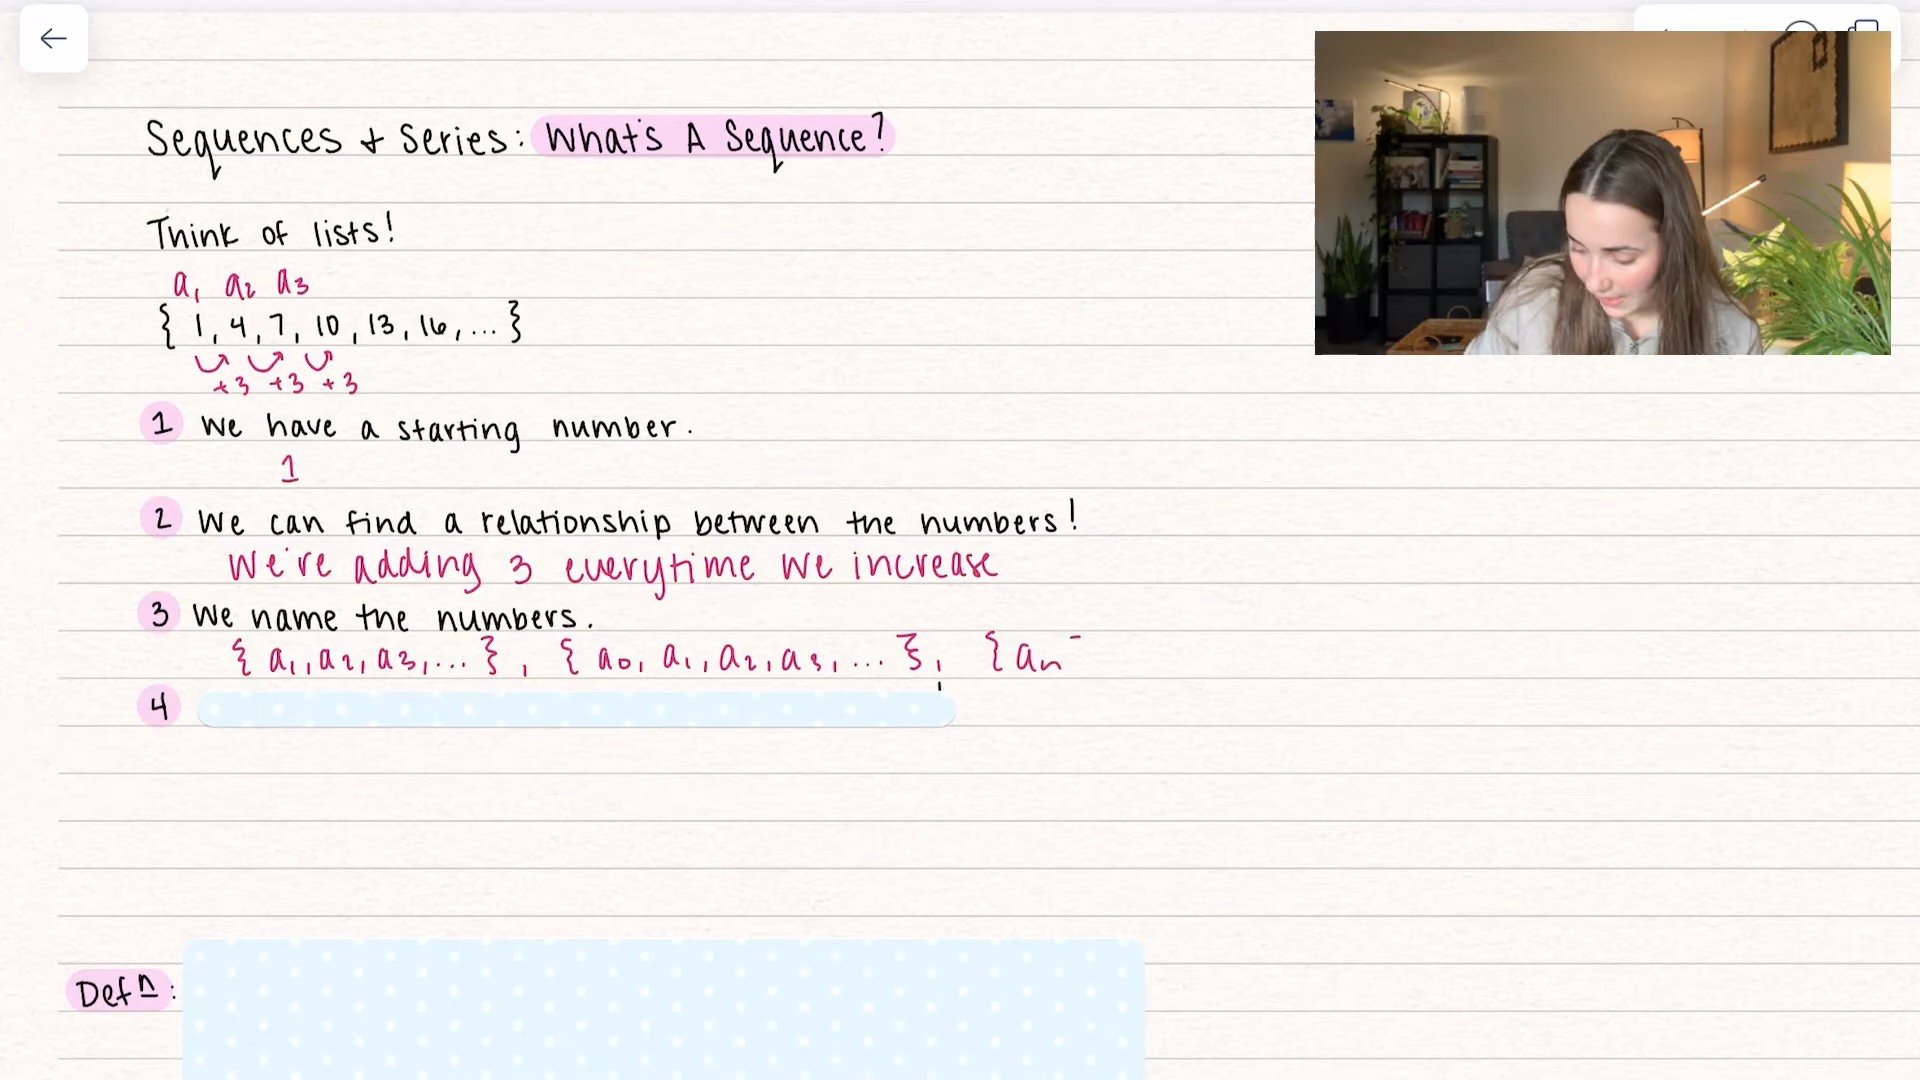 Sequences + Series: What's A Sequence?
Think of lists!
a₁ a₂ a₃
{ 1, 4, 7, 10, 13, 16, ... }
+3 +3 +3
1 We have a starting number.
1
2 We can find a relationship between the numbers!
We're adding 3 everytime we increase
3 We name the numbers.
{ a₁, a₂, a₃, ... }, { a₀, a₁, a₂, a₃, ... }, { aₙ
4
Defn: